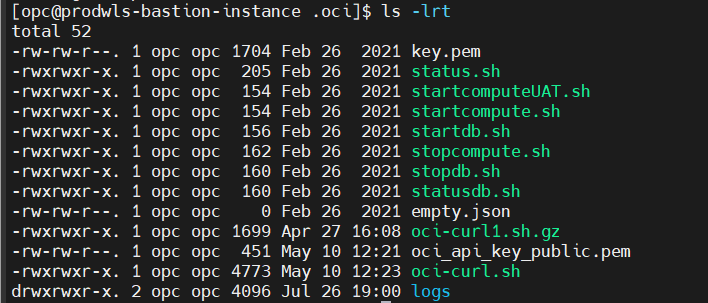 [opc@prodwls-bastion-instance .oci]$ ls -lrt
total 52
-rw-rw-r--. 1 opc opc 1704 Feb 26  2021 key.pem
-rwxrwxr-x. 1 opc opc  205 Feb 26  2021 status.sh
-rwxrwxr-x. 1 opc opc  154 Feb 26  2021 startcomputeUAT.sh
-rwxrwxr-x. 1 opc opc  154 Feb 26  2021 startcompute.sh
-rwxrwxr-x. 1 opc opc  156 Feb 26  2021 startdb.sh
-rwxrwxr-x. 1 opc opc  162 Feb 26  2021 stopcompute.sh
-rwxrwxr-x. 1 opc opc  160 Feb 26  2021 stopdb.sh
-rwxrwxr-x. 1 opc opc  160 Feb 26  2021 statusdb.sh
-rw-rw-r--. 1 opc opc    0 Feb 26  2021 empty.json
-rwxrwxr-x. 1 opc opc 1699 Apr 27 16:08 oci-curl1.sh.gz
-rw-rw-r--. 1 opc opc  451 May 10 12:21 oci_api_key_public.pem
-rwxrwxr-x. 1 opc opc 4773 May 10 12:23 oci-curl.sh
drwxrwxr-x. 2 opc opc 4096 Jul 26 19:00 logs